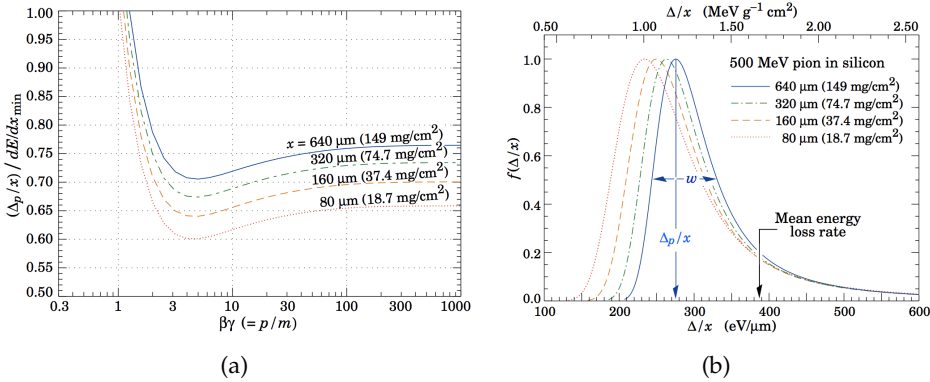 1.00
0.95
0.90
0.85
0.80
0.75
0.70
0.65
0.60
0.55
0.50
(Δp/x) / dE/dx min
x = 640 μm (149 mg/cm²)
320 μm (74.7 mg/cm²)
160 μm (37.4 mg/cm²)
80 μm (18.7 mg/cm²)
0.3 1 3 10 30 100 300 1000
βγ (= p/m)
(a)
Δ/x (MeV g⁻¹ cm²)
0.50 1.00 1.50 2.00 2.50
500 MeV pion in silicon
640 μm (149 mg/cm²)
320 μm (74.7 mg/cm²)
160 μm (37.4 mg/cm²)
80 μm (18.7 mg/cm²)
1.0
0.8
0.6
0.4
0.2
0.0
f(Δ/x)
w
Δp/x
Mean energy
loss rate
100 200 300 400 500 600
Δ/x (eV/μm)
(b)